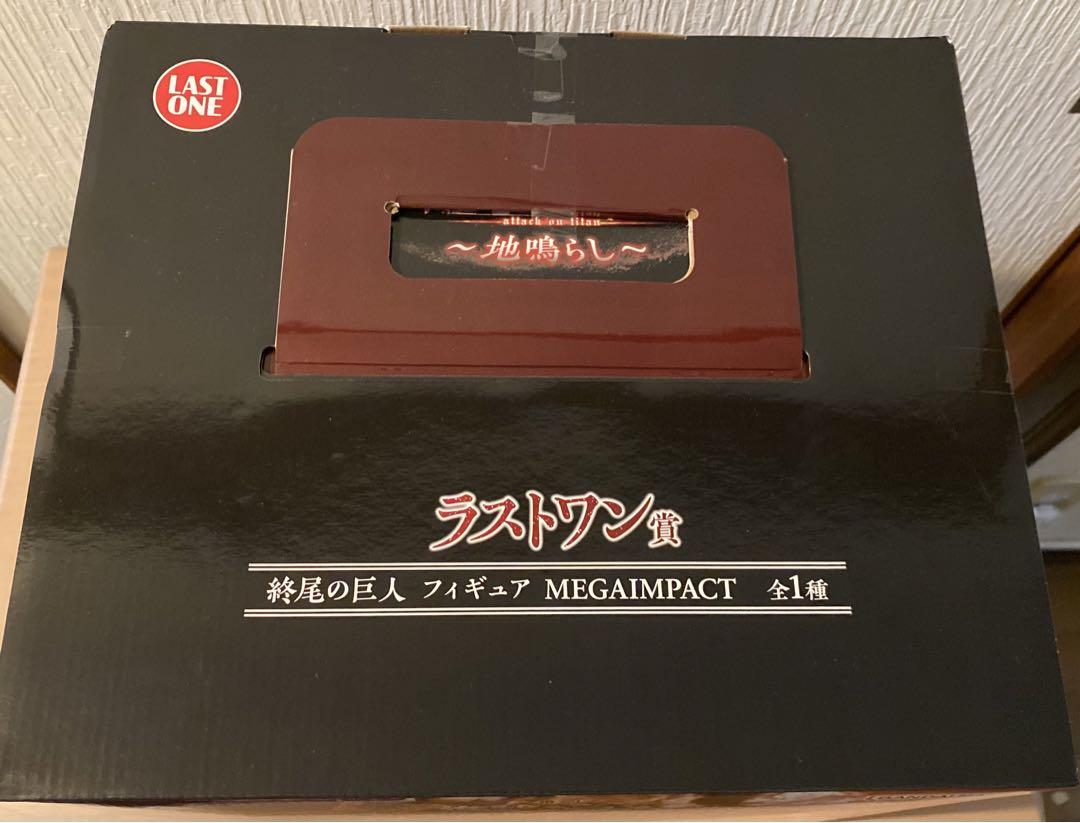 LAST
ONE
attack on titan
～地鳴らし～
ラストワン賞
終尾の巨人 フィギュア MEGAIMPACT 全1種